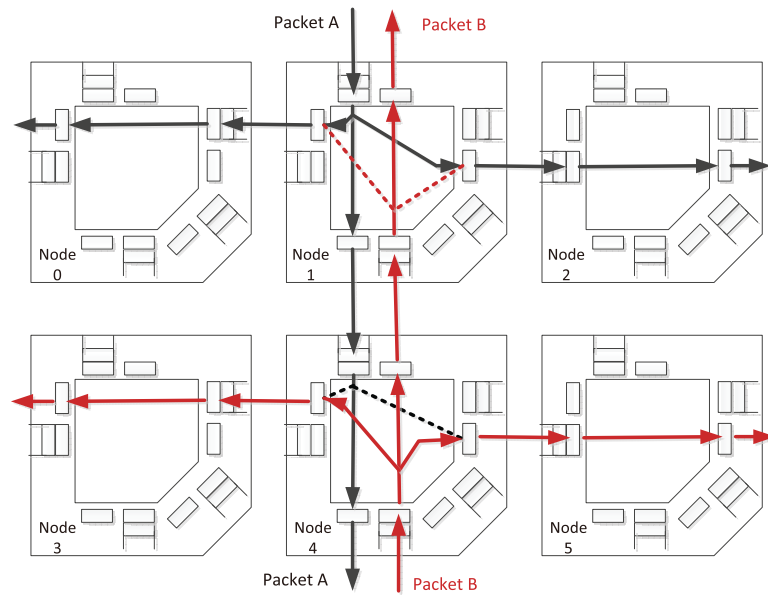 Packet A
Packet B
Node
0
Node
1
Node
2
Node
3
Node
4
Node
5
Packet A
Packet B